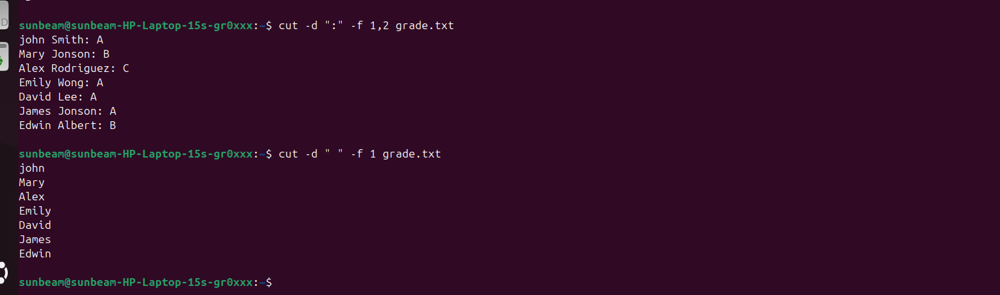 sunbeam@sunbeam-HP-Laptop-15s-gr0xxx:~$ cut -d ":" -f 1,2 grade.txt
john Smith: A
Mary Jonson: B
Alex Rodriguez: C
Emily Wong: A
David Lee: A
James Jonson: A
Edwin Albert: B
sunbeam@sunbeam-HP-Laptop-15s-gr0xxx:~$ cut -d " " -f 1 grade.txt
john
Mary
Alex
Emily
David
James
Edwin
sunbeam@sunbeam-HP-Laptop-15s-gr0xxx:~$